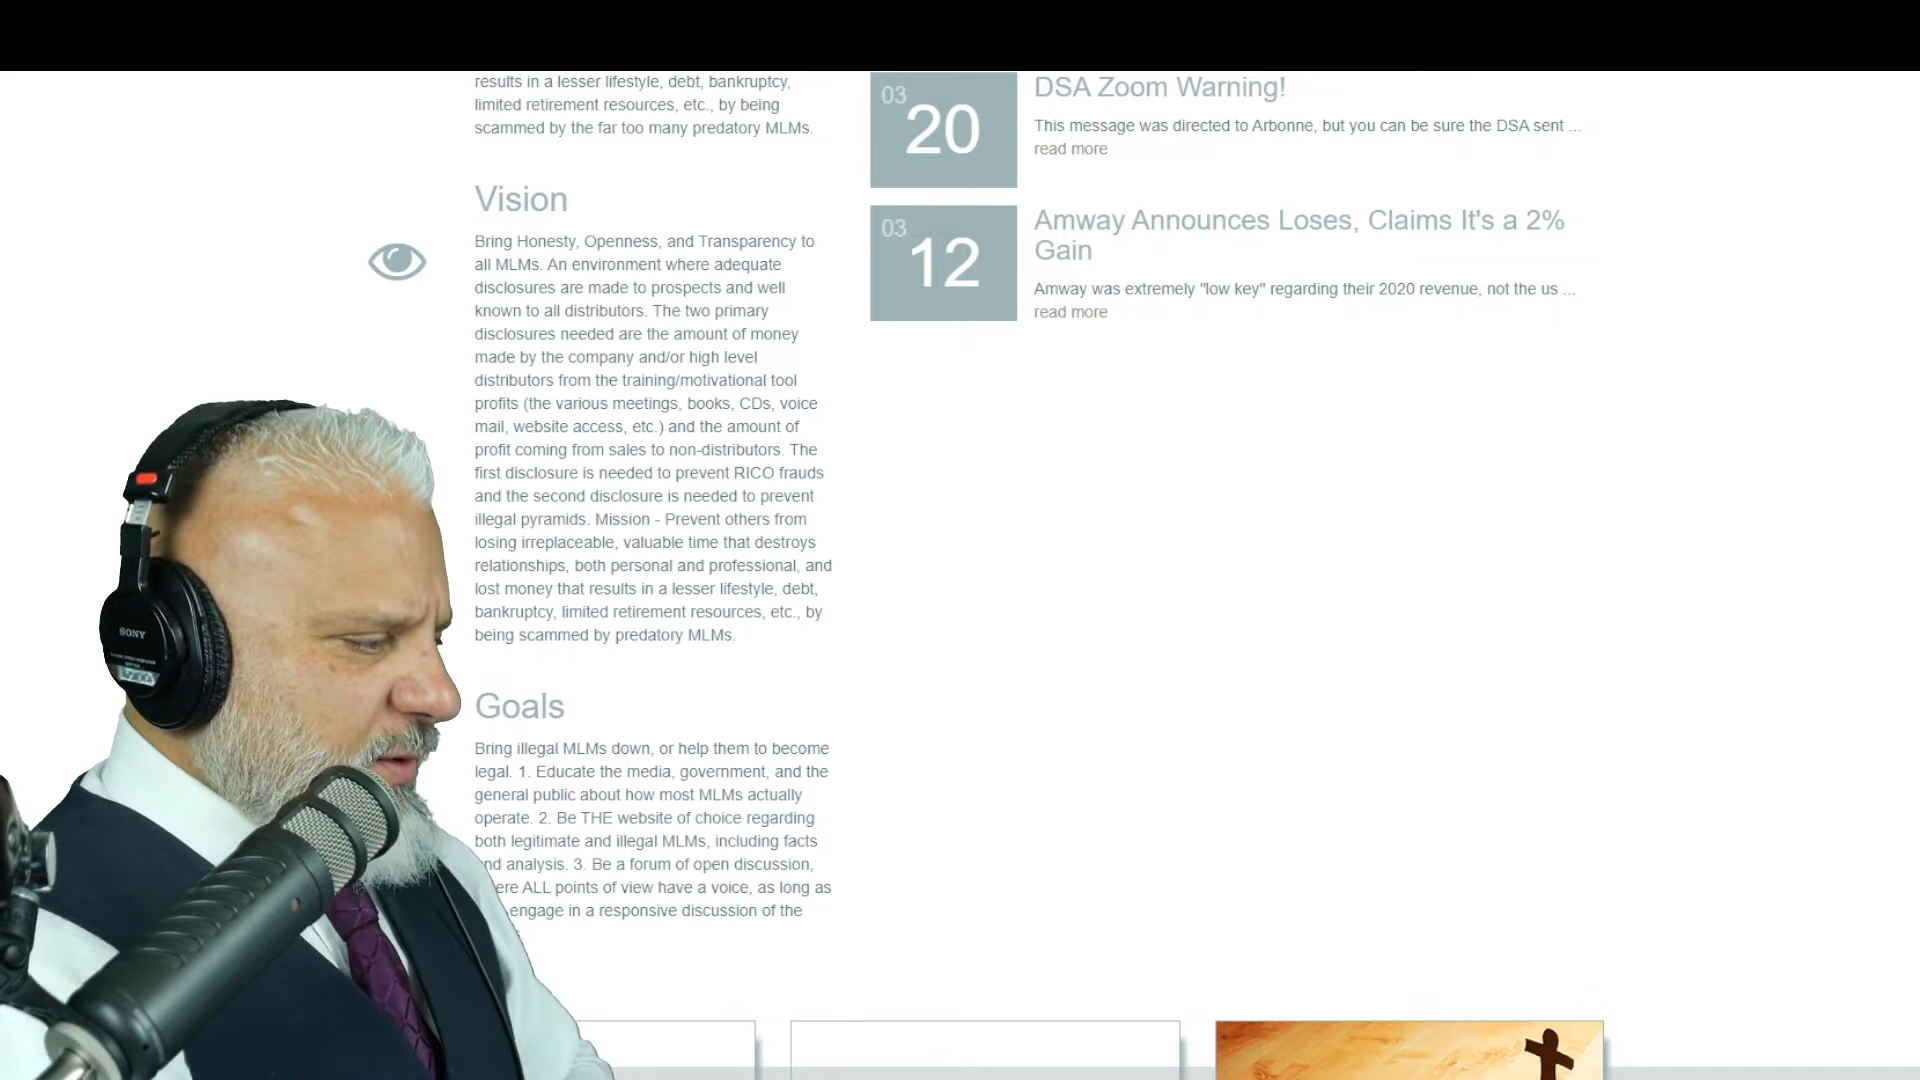 results in a lesser lifestyle, debt, bankruptcy,
limited retirement resources, etc., by being
scammed by the far too many predatory MLMs.
Vision
Bring Honesty, Openness, and Transparency to
all MLMs. An environment where adequate
disclosures are made to prospects and well
known to all distributors. The two primary
disclosures needed are the amount of money
made by the company and/or high level
distributors from the training/motivational tool
profits (the various meetings, books, CDs, voice
mail, website access, etc.) and the amount of
profit coming from sales to non-distributors. The
first disclosure is needed to prevent RICO frauds
and the second disclosure is needed to prevent
illegal pyramids. Mission - Prevent others from
losing irreplaceable, valuable time that destroys
relationships, both personal and professional, and
lost money that results in a lesser lifestyle, debt,
bankruptcy, limited retirement resources, etc., by
being scammed by predatory MLMs.
Goals
Bring illegal MLMs down, or help them to become
legal. 1. Educate the media, government, and the
general public about how most MLMs actually
operate. 2. Be THE website of choice regarding
both legitimate and illegal MLMs, including facts
analysis. 3. Be a forum of open discussion,
ALL points of view have a voice, as long as
engage in a responsive discussion of the
03
20
DSA Zoom Warning!
This message was directed to Arbonne, but you can be sure the DSA sent ...
read more
03
12
Amway Announces Loses, Claims It's a 2%
Gain
Amway was extremely "low key" regarding their 2020 revenue, not the us ...
read more
SONY